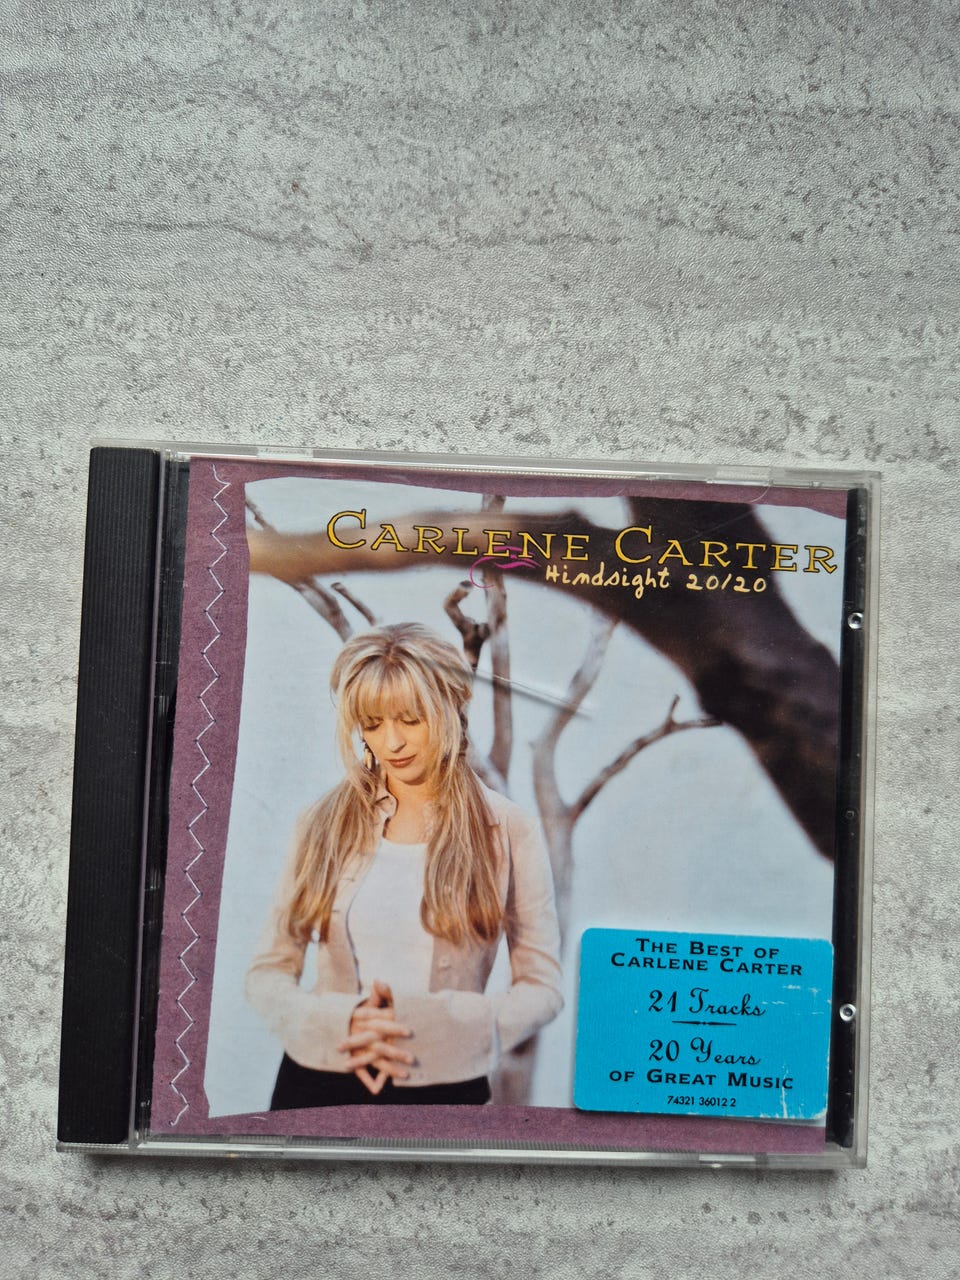 CARLENE CARTER
Hindsight 20/20
THE BEST OF
CARLENE CARTER
21 Tracks
20 Years
OF GREAT MUSIC
74321 36012 2